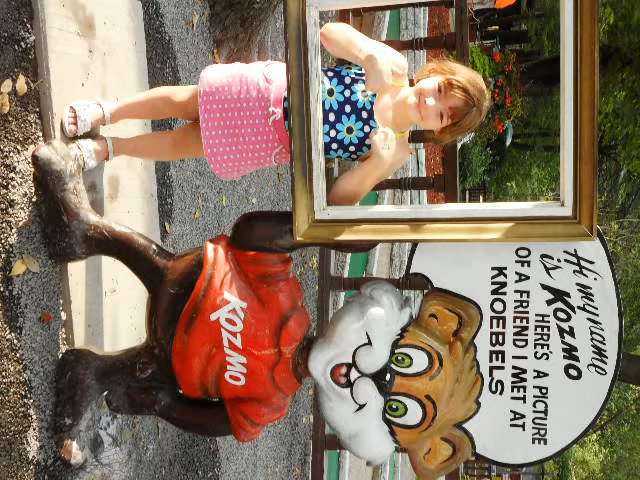 Hi my name
is KOZMO
HERE'S A PICTURE
OF A FRIEND I MET AT
KNOEBELS
KOZMO